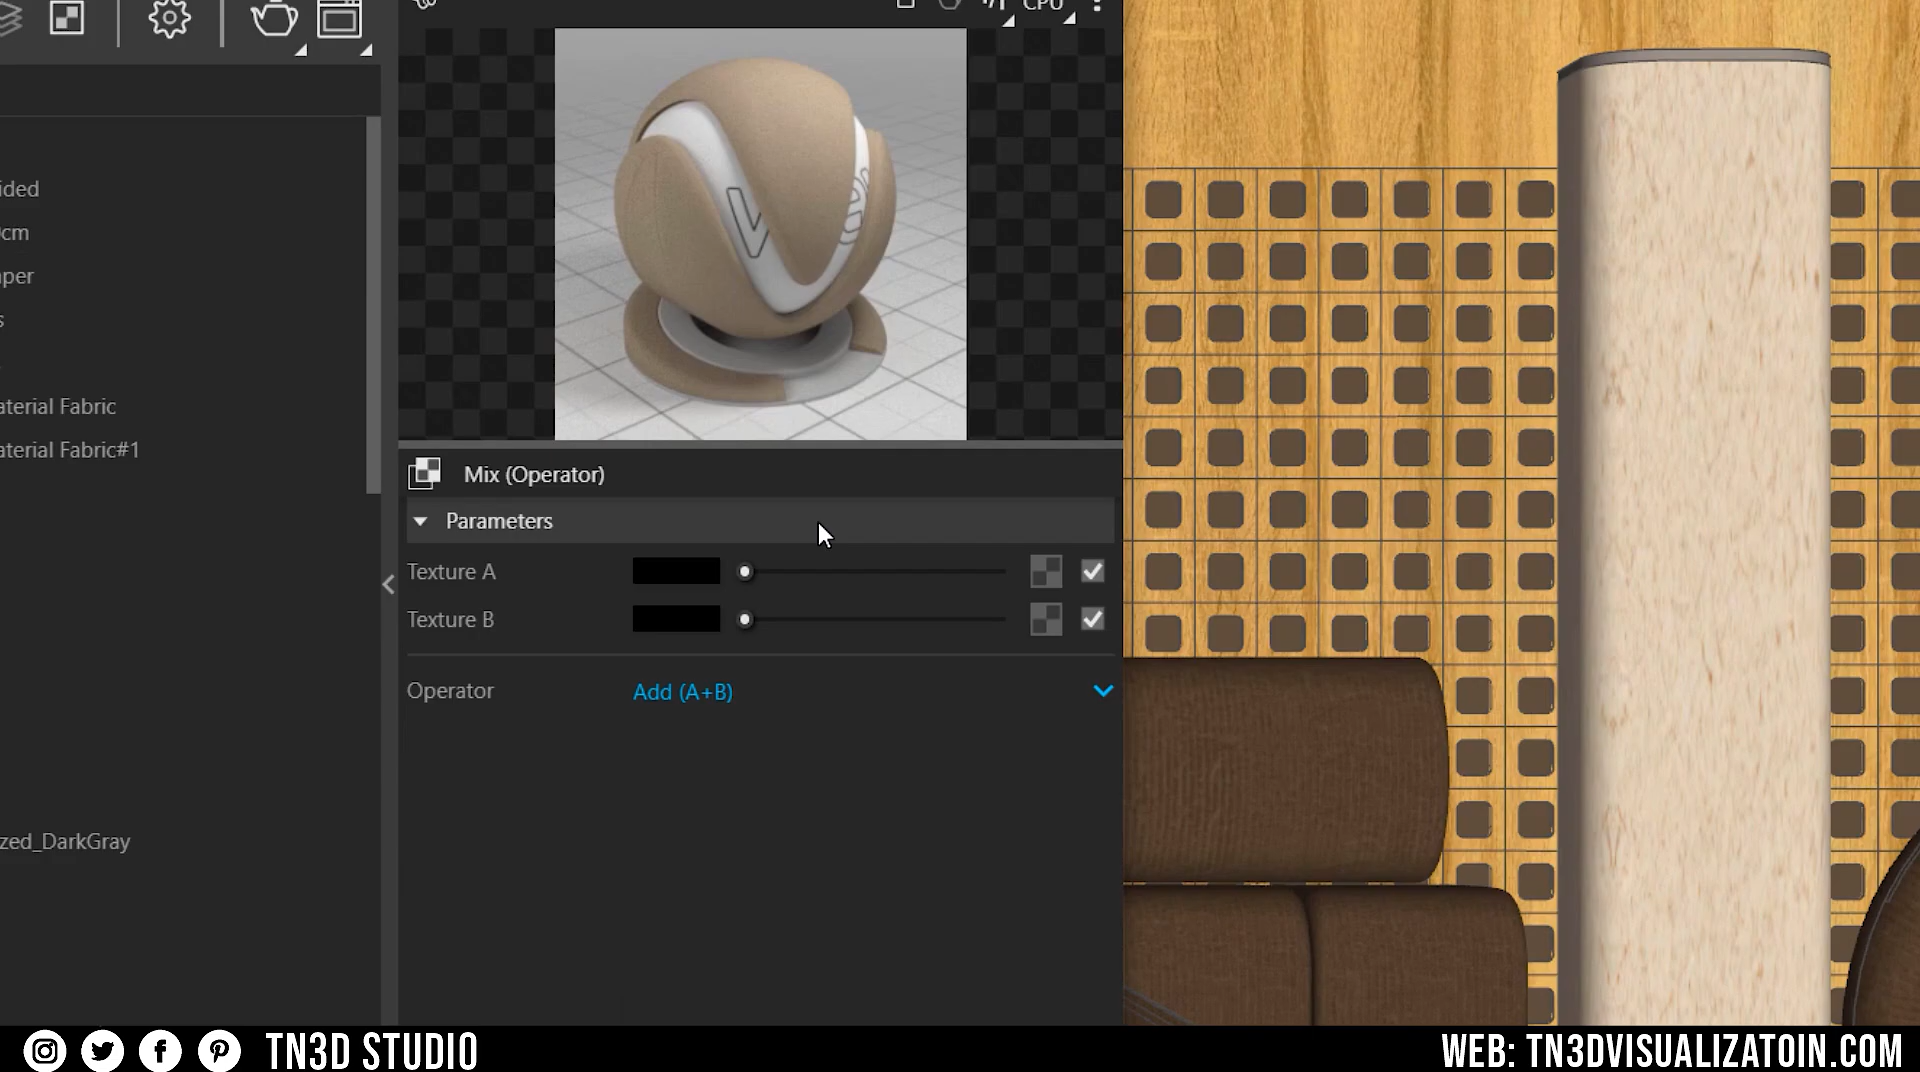 CPU
ided
cm
per
s
aterial Fabric
aterial Fabric#1
zed_DarkGray
Mix (Operator)
Parameters
Texture A
Texture B
Operator
Add (A+B)
TN3D STUDIO
WEB: TN3DVISUALIZATOIN.COM